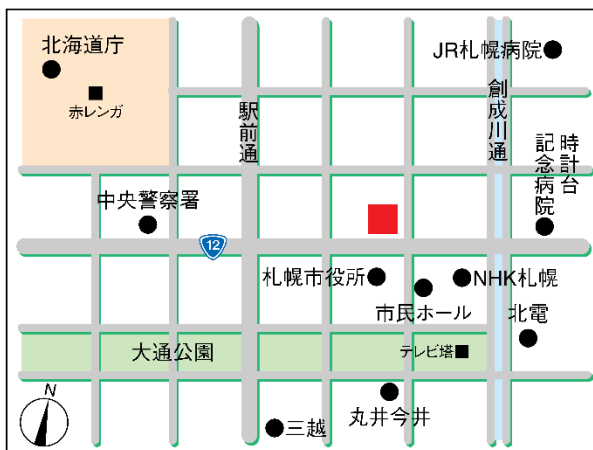 北海道庁
赤レンガ
JR札幌病院
駅前通
創成川通
時計台
記念病院
中央警察署
12
札幌市役所
NHK札幌
市民ホール
北電
大通公園
テレビ塔
丸井今井
三越
N